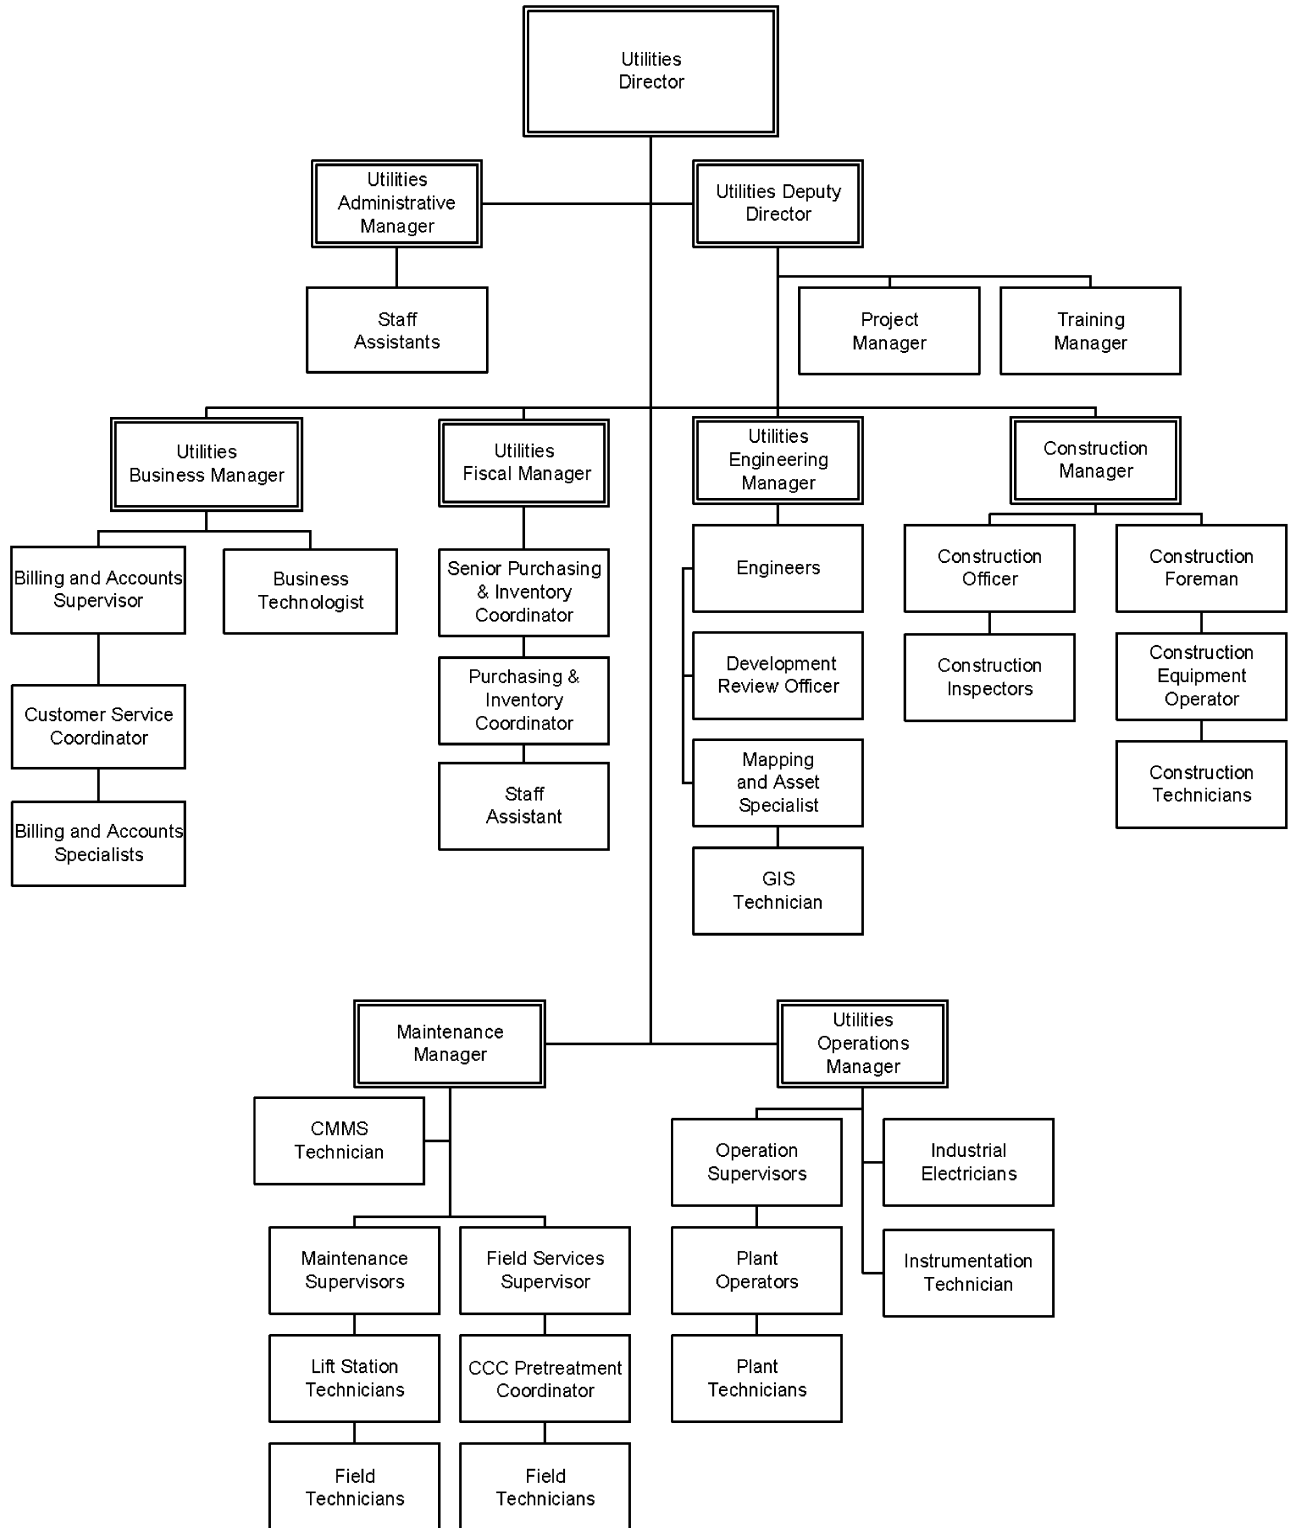 Utilities
Director
Utilities
Administrative
Manager
Utilities Deputy
Director
Staff
Assistants
Project
Manager
Training
Manager
Utilities
Business Manager
Utilities
Fiscal Manager
Utilities
Engineering
Manager
Construction
Manager
Billing and Accounts
Supervisor
Business
Technologist
Senior Purchasing
& Inventory
Coordinator
Engineers
Construction
Officer
Construction
Foreman
Customer Service
Coordinator
Purchasing &
Inventory
Coordinator
Development
Review Officer
Construction
Inspectors
Construction
Equipment
Operator
Billing and Accounts
Specialists
Staff
Assistant
Mapping
and Asset
Specialist
Construction
Technicians
GIS
Technician
Maintenance
Manager
Utilities
Operations
Manager
CMMS
Technician
Operation
Supervisors
Industrial
Electricians
Maintenance
Supervisors
Field Services
Supervisor
Plant
Operators
Instrumentation
Technician
Lift Station
Technicians
CCC Pretreatment
Coordinator
Plant
Technicians
Field
Technicians
Field
Technicians